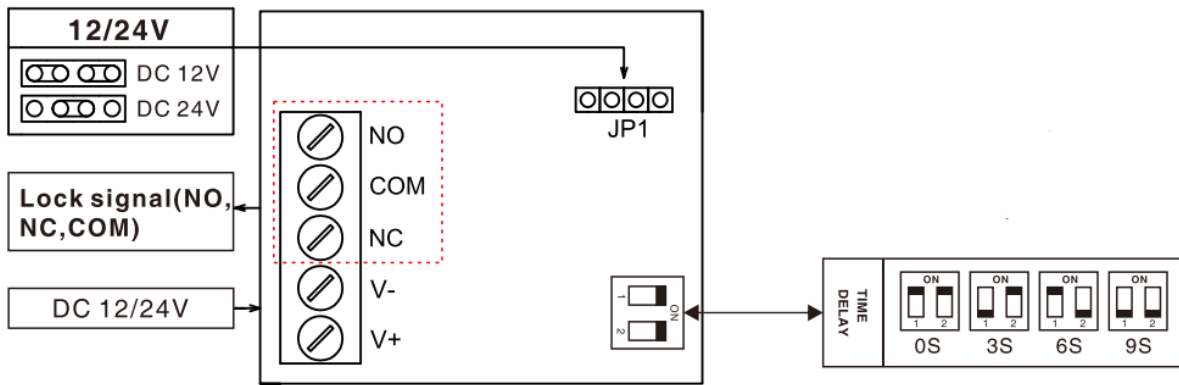 12/24V
DC 12V
DC 24V
Lock signal(NO,
NC,COM)
DC 12/24V
NO
COM
NC
V-
V+
JP1
1
2
ON
TIME
DELAY
ON
1 2
0S
ON
1 2
3S
ON
1 2
6S
ON
1 2
9S